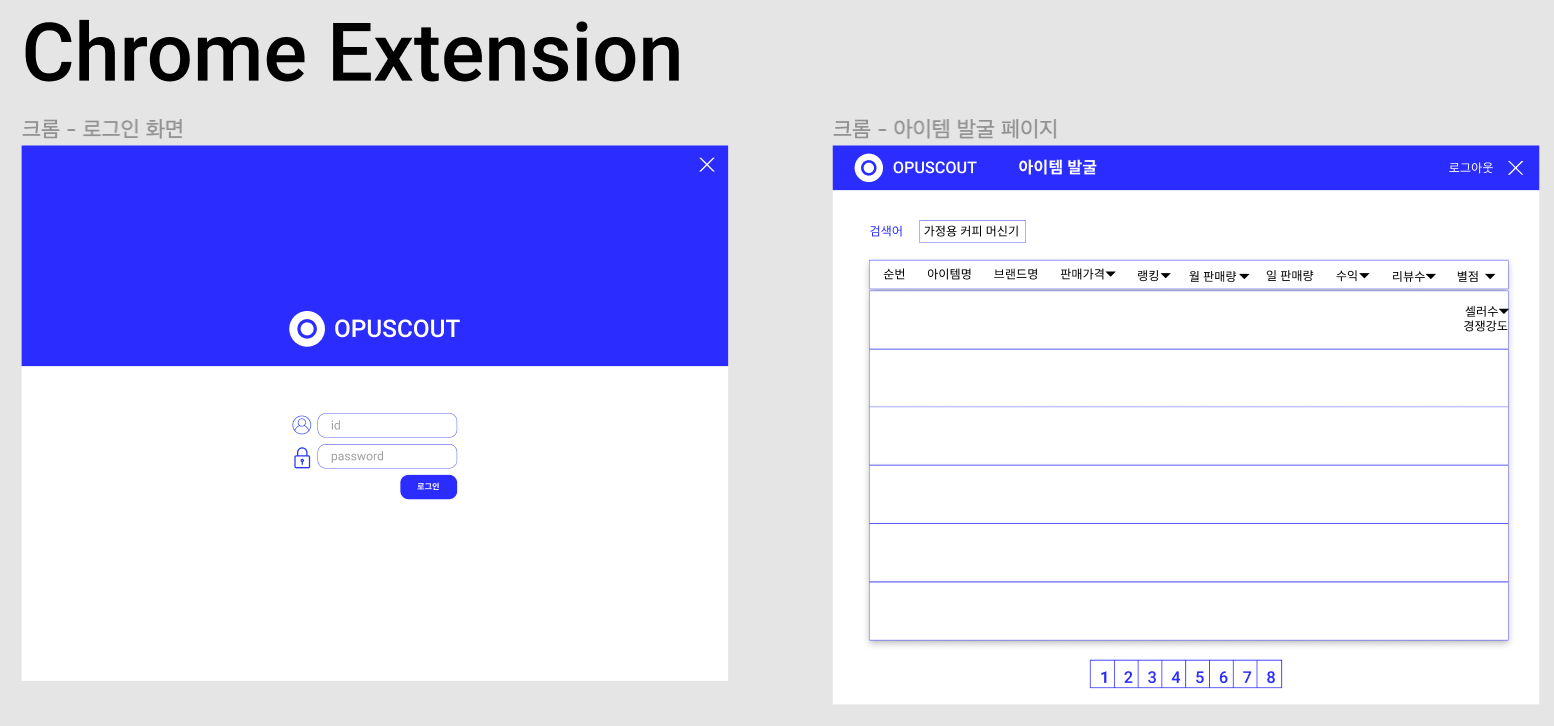 Chrome Extension
크롬 - 로그인 화면
OPUSCOUT
id
password
로그인
크롬 - 아이템 발굴 페이지
OPUSCOUT 아이템 발굴 로그아웃
검색어 가정용 커피 머신기
순번 아이템명 브랜드명 판매가격 랭킹 월 판매량 일 판매량 수익 리뷰수 별점
셀러수
경쟁강도
1 2 3 4 5 6 7 8